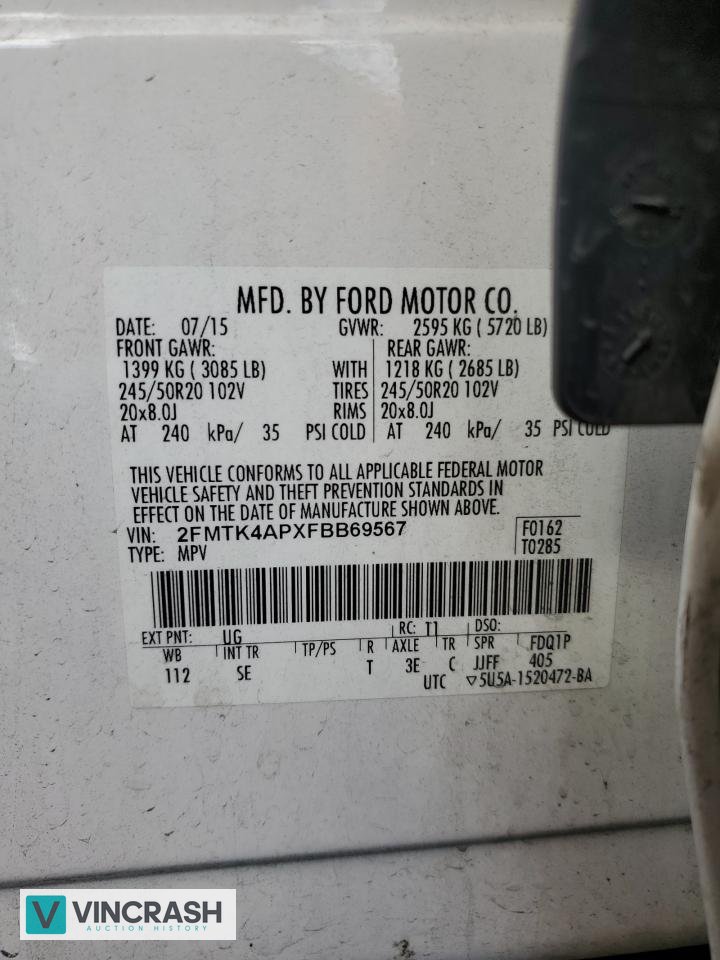 MFD. BY FORD MOTOR CO.
DATE: 07/15 GVWR: 2595 KG ( 5720 LB)
FRONT GAWR: REAR GAWR:
1399 KG ( 3085 LB) WITH 1218 KG ( 2685 LB)
245/50R20 102V TIRES 245/50R20 102V
20x8.0J RIMS 20x8.0J
AT 240 kPa/ 35 PSI COLD AT 240 kPa/ 35 PSI COLD
THIS VEHICLE CONFORMS TO ALL APPLICABLE FEDERAL MOTOR
VEHICLE SAFETY AND THEFT PREVENTION STANDARDS IN
EFFECT ON THE DATE OF MANUFACTURE SHOWN ABOVE.
VIN: 2FMTK4APXFBB69567 F0162
TYPE: MPV T0285
EXT PNT: UG RC: T1 DSO: FDQ1P
WB INT TR TP/PS R AXLE TR SPR 405
112 SE T 3E C JJFF
UTC ▽5U5A-1520472-BA
V VINCRASH
AUCTION HISTORY